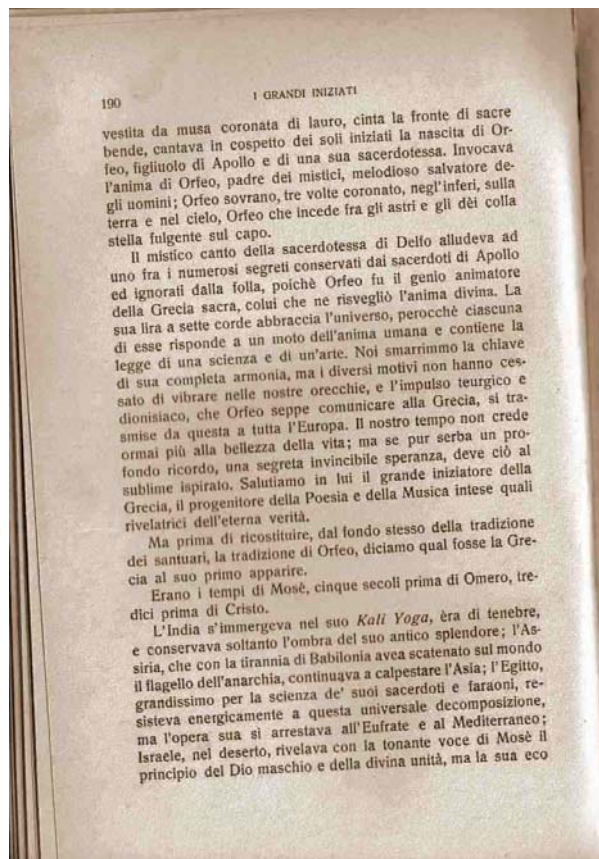 190
I GRANDI INIZIATI
vestita da musa coronata di lauro, cinta la fronte di sacre
bende, cantava in cospetto dei soli iniziati la nascita di Or-
feo, figliuolo di Apollo e di una sua sacerdotessa. Invocava
l'anima di Orfeo, padre dei mistici, melodioso salvatore de-
gli uomini; Orfeo sovrano, tre volte coronato, negl'inferi, sulla
terra e nel cielo, Orfeo che incede fra gli astri e gli dèi colla
stella fulgente sul capo.
Il mistico canto della sacerdotessa di Delfo alludeva ad
uno fra i numerosi segreti conservati dai sacerdoti di Apollo
ed ignorati dalla folla, poichè Orfeo fu il genio animatore
della Grecia sacra, colui che ne risvegliò l'anima divina. La
sua lira a sette corde abbraccia l'universo, perocchè ciascuna
di esse risponde a un moto dell'anima umana e contiene la
legge di una scienza e di un'arte. Noi smarrimmo la chiave
di sua completa armonia, ma i diversi motivi non hanno ces-
sato di vibrare nelle nostre orecchie, e l'impulso teurgico e
dionisiaco, che Orfeo seppe comunicare alla Grecia, si tra-
smise da questa a tutta l'Europa. Il nostro tempo non crede
ormai più alla bellezza della vita; ma se pur serba un pro-
fondo ricordo, una segreta invincibile speranza, deve ciò al
sublime ispirato. Salutiamo in lui il grande iniziatore della
Grecia, il progenitore della Poesia e della Musica intese quali
rivelatrici dell'eterna verità.
Ma prima di ricostituire, dal fondo stesso della tradizione
dei santuari, la tradizione di Orfeo, diciamo qual fosse la Gre-
cia al suo primo apparire.
Erano i tempi di Mosè, cinque secoli prima di Omero, tre-
dici prima di Cristo.
L'India s'immergeva nel suo Kali Yoga, èra di tenebre,
e conservava soltanto l'ombra del suo antico splendore; l'As-
siria, che con la tirannia di Babilonia avea scatenato sul mondo
il flagello dell'anarchia, continuava a calpestare l'Asia; l'Egitto,
grandissimo per la scienza de' suoi sacerdoti e faraoni, re-
sisteva energicamente a questa universale decomposizione,
ma l'opera sua sì arrestava all'Eufrate e al Mediterraneo;
Israele, nel deserto, rivelava con la tonante voce di Mosè il
principio del Dio maschio e della divina unità, ma la sua eco